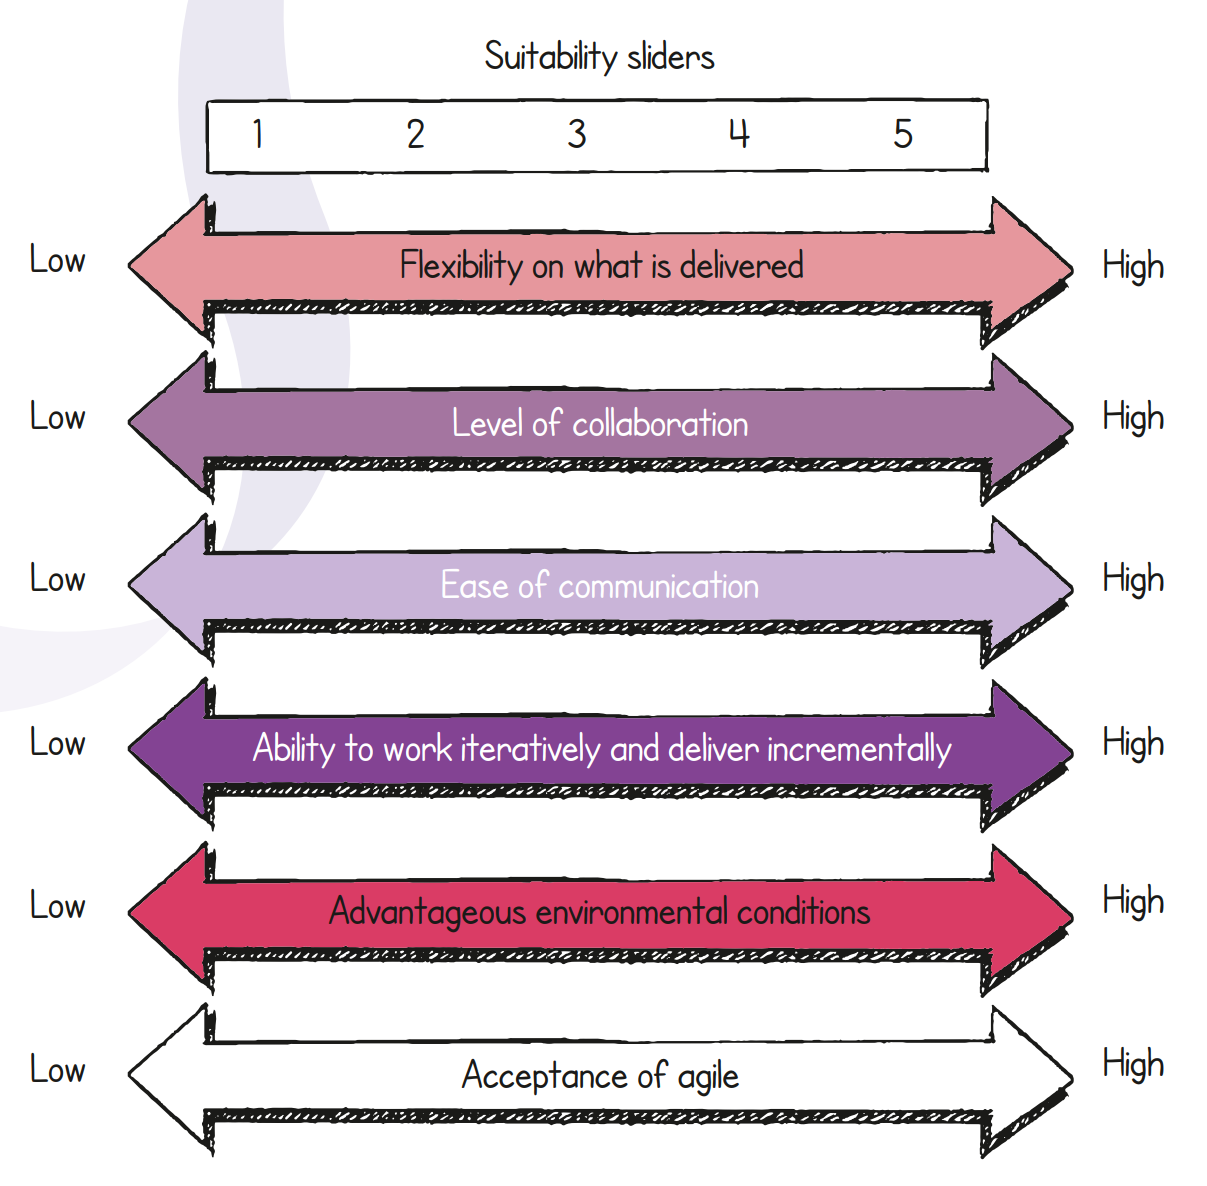 Suitability sliders
1 2 3 4 5
Low Flexibility on what is delivered High
Low Level of collaboration High
Low Ease of communication High
Low Ability to work iteratively and deliver incrementally High
Low Advantageous environmental conditions High
Low Acceptance of agile High